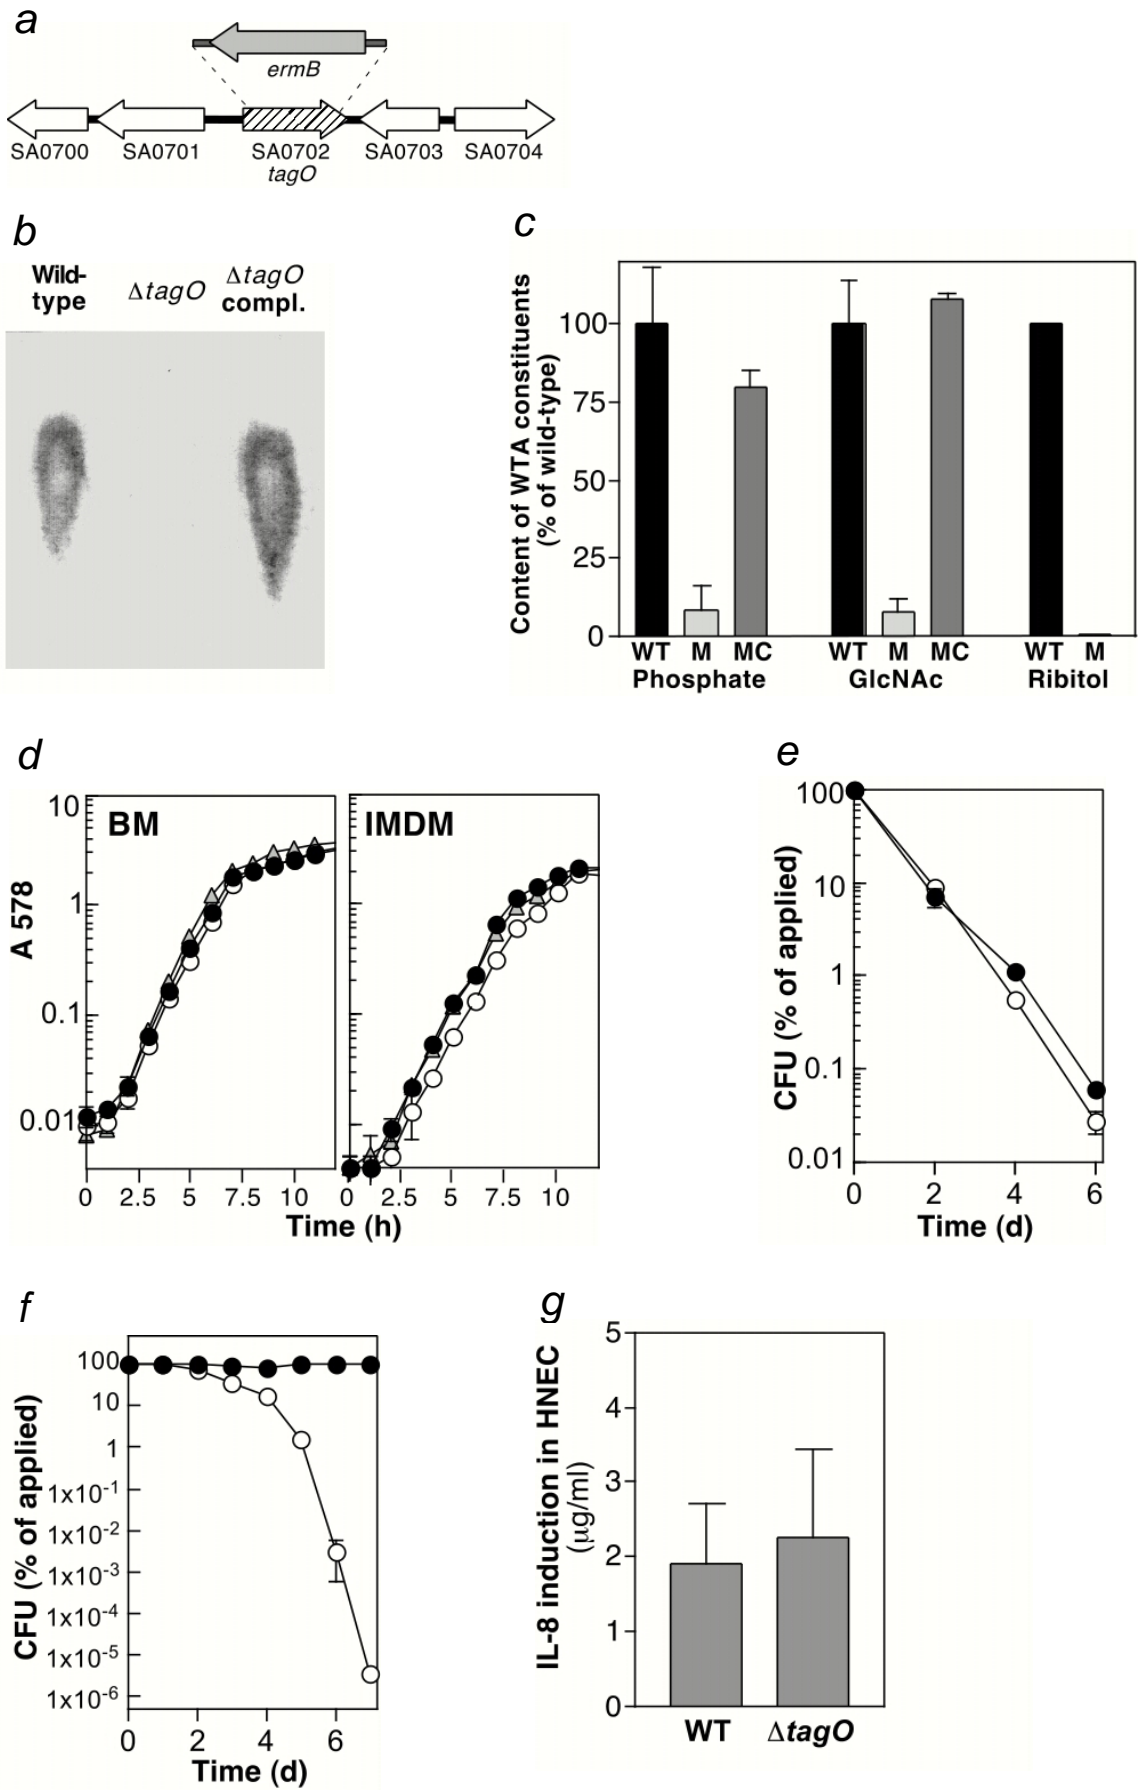 a
ermB
SA0700 SA0701 SA0702 SA0703 SA0704
tagO
b
Wild-
type
ΔtagO
ΔtagO
compl.
c
Content of WTA constituents
(% of wild-type)
100
75
50
25
0
WT M MC WT M MC WT M
Phosphate GlcNAc Ribitol
d
A 578
10
1
0.1
0.01
BM
IMDM
0 2.5 5 7.5 10 0 2.5 5 7.5 10
Time (h)
e
CFU (% of applied)
100
10
1
0.1
0.01
0 2 4 6
Time (d)
f
CFU (% of applied)
100
10
1
1x10-1
1x10-2
1x10-3
1x10-4
1x10-5
1x10-6
0 2 4 6
Time (d)
g
IL-8 induction in HNEC
(μg/ml)
5
4
3
2
1
0
WT ΔtagO